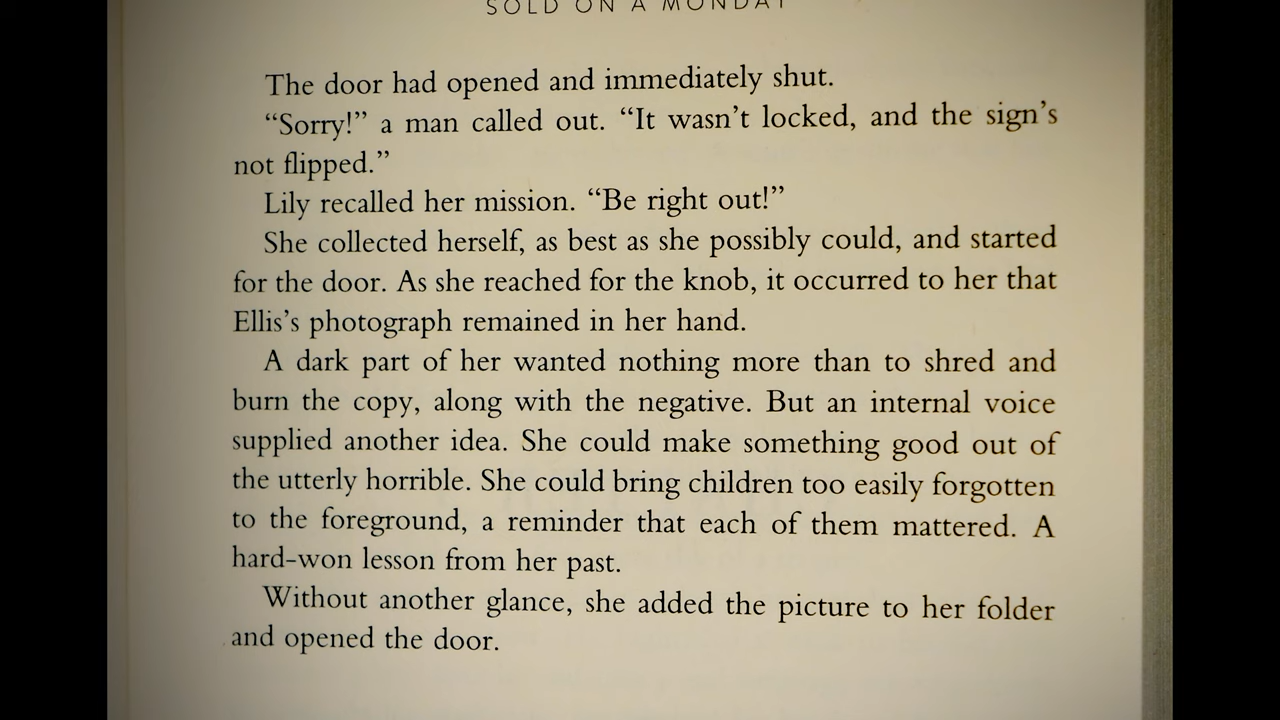 SOLD ON A MONDAY
The door had opened and immediately shut.
“Sorry!” a man called out. “It wasn’t locked, and the sign’s
not flipped.”
Lily recalled her mission. “Be right out!”
She collected herself, as best as she possibly could, and started
for the door. As she reached for the knob, it occurred to her that
Ellis’s photograph remained in her hand.
A dark part of her wanted nothing more than to shred and
burn the copy, along with the negative. But an internal voice
supplied another idea. She could make something good out of
the utterly horrible. She could bring children too easily forgotten
to the foreground, a reminder that each of them mattered. A
hard-won lesson from her past.
Without another glance, she added the picture to her folder
and opened the door.